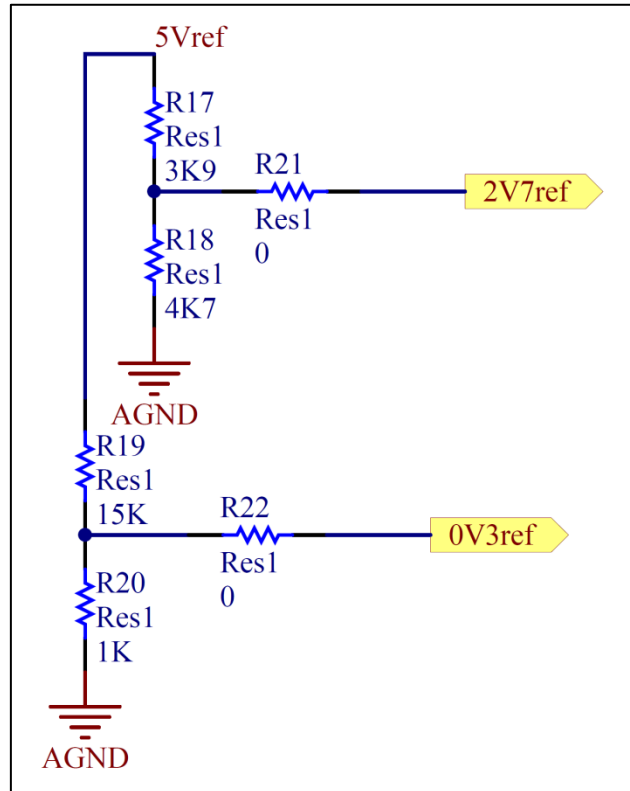 5Vref
R17
Res1
3K9
R21
Res1
0
2V7ref
R18
Res1
4K7
AGND
R19
Res1
15K
R22
Res1
0
0V3ref
R20
Res1
1K
AGND